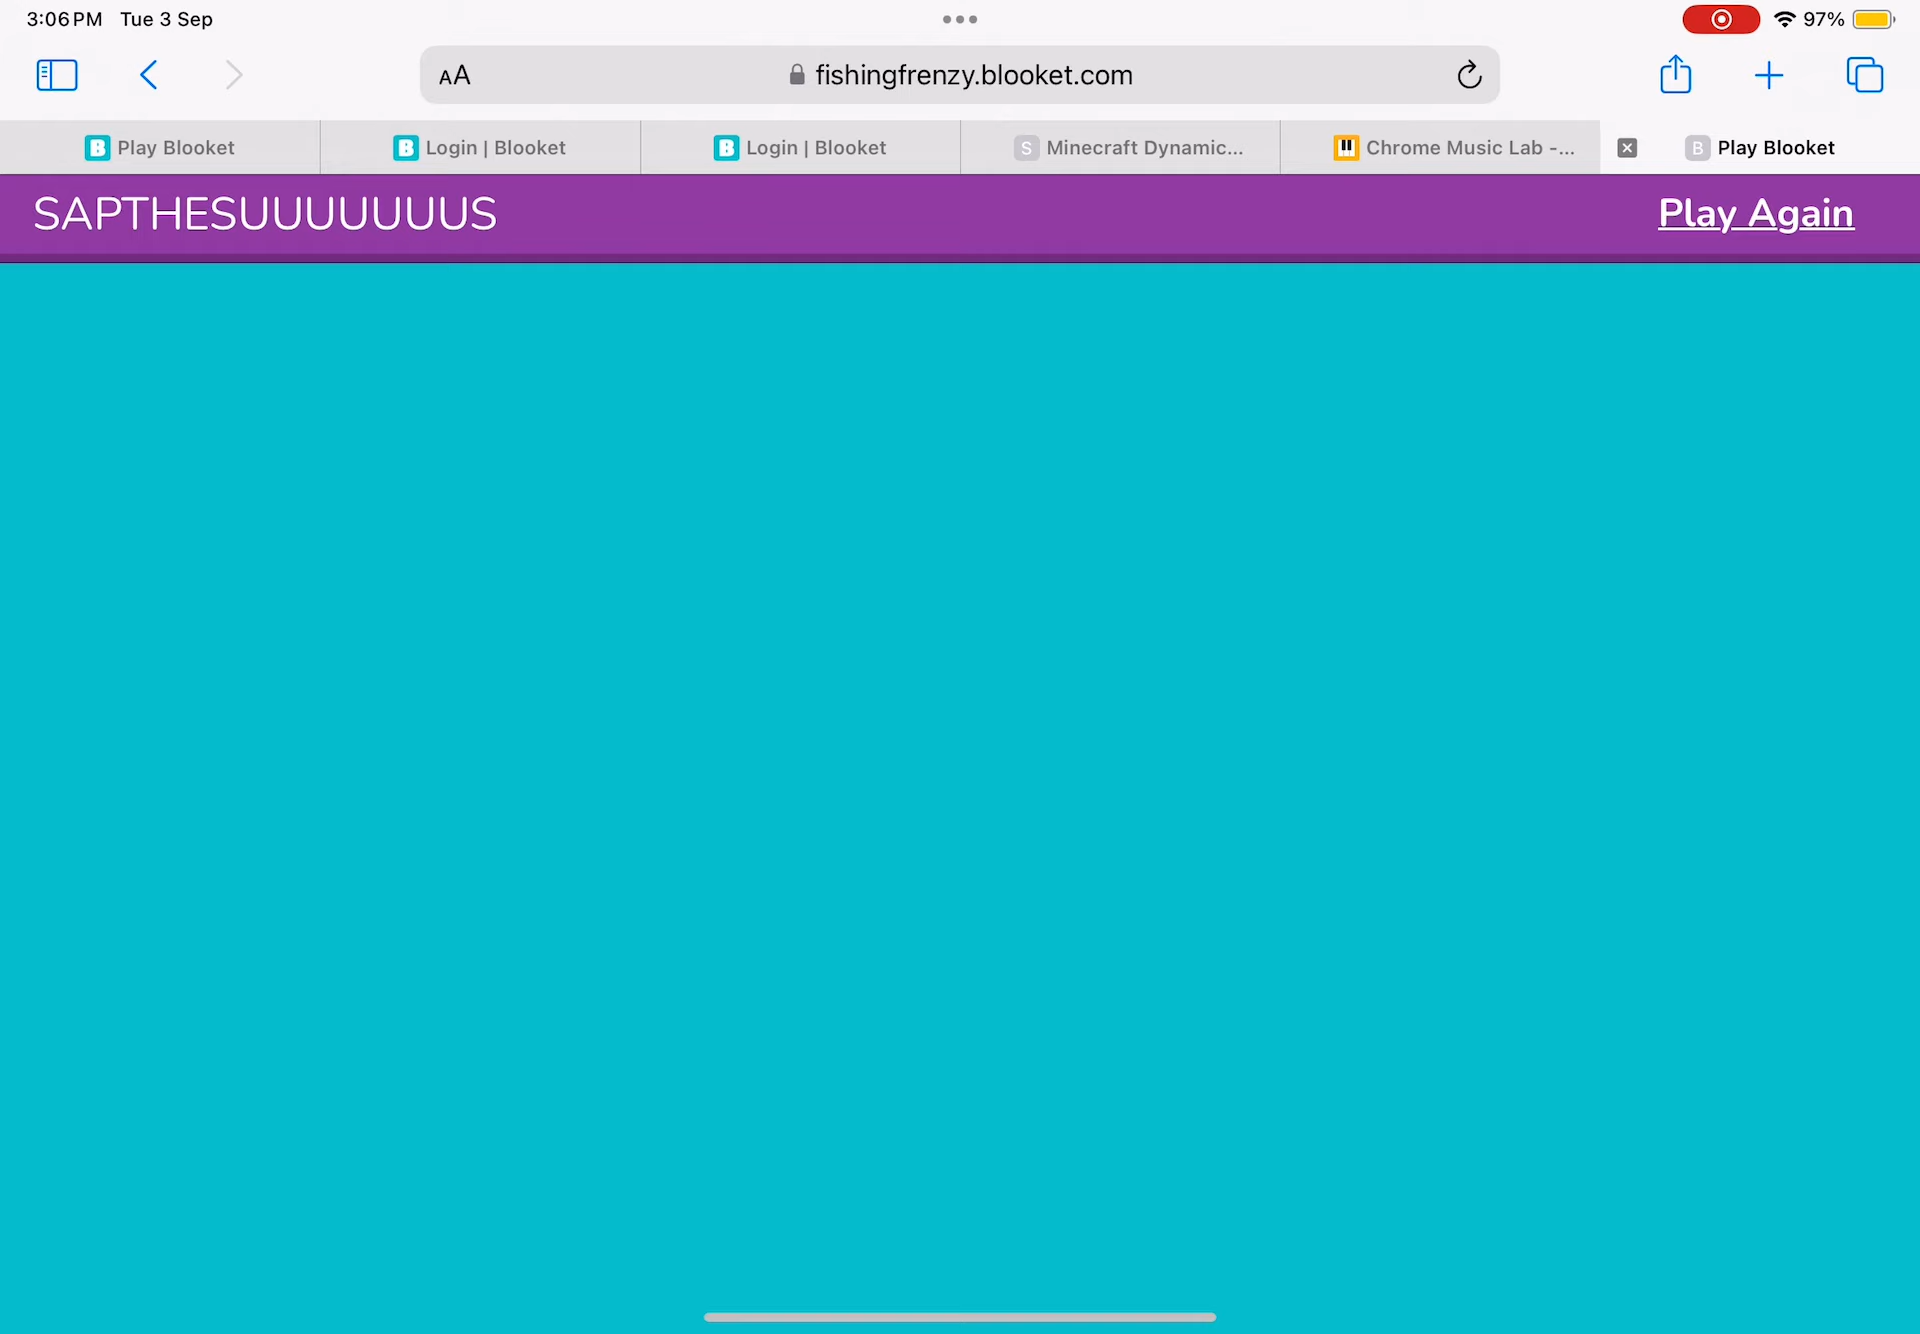 3:06 PM Tue 3 Sep 97%
AA fishingfrenzy.blooket.com
B Play Blooket B Login | Blooket B Login | Blooket S Minecraft Dynamic... Chrome Music Lab -... B Play Blooket
SAPTHESUUUUUUUS Play Again